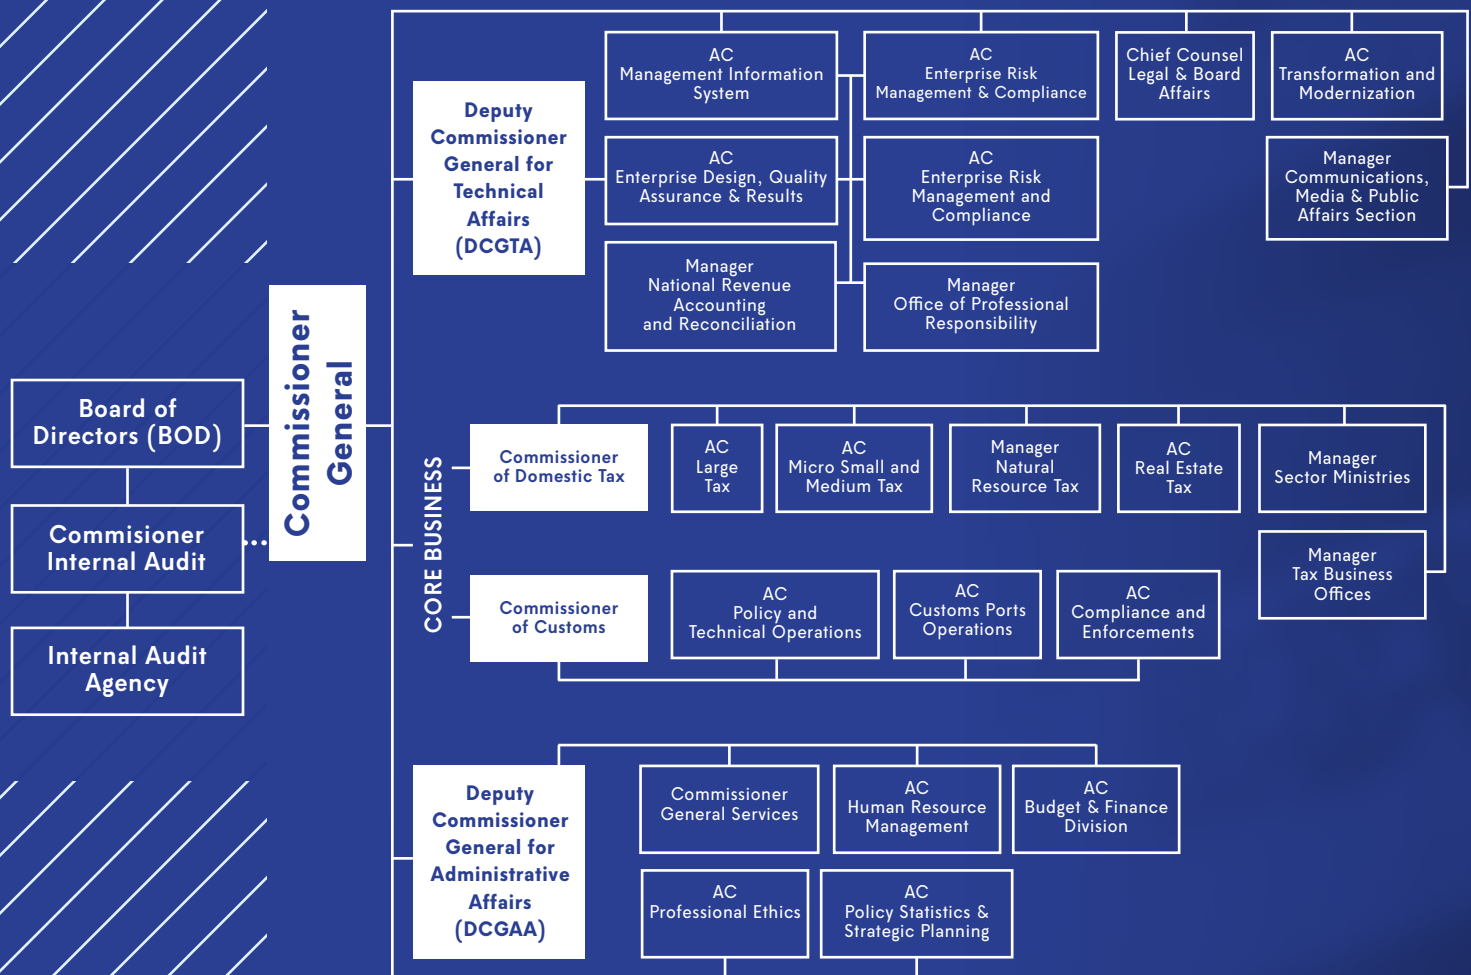 Board of
Directors (BOD)
Commisioner
Internal Audit
Internal Audit
Agency
Commissioner
General
Deputy
Commissioner
General for
Technical
Affairs
(DCGTA)
AC
Management Information
System
AC
Enterprise Risk
Management & Compliance
Chief Counsel
Legal & Board
Affairs
AC
Transformation and
Modernization
AC
Enterprise Design, Quality
Assurance & Results
AC
Enterprise Risk
Management and
Compliance
Manager
Communications,
Media & Public
Affairs Section
Manager
National Revenue
Accounting
and Reconciliation
Manager
Office of Professional
Responsibility
CORE BUSINESS
Commissioner
of Domestic Tax
AC
Large
Tax
AC
Micro Small and
Medium Tax
Manager
Natural
Resource Tax
AC
Real Estate
Tax
Manager
Sector Ministries
Manager
Tax Business
Offices
Commissioner
of Customs
AC
Policy and
Technical Operations
AC
Customs Ports
Operations
AC
Compliance and
Enforcements
Deputy
Commissioner
General for
Administrative
Affairs
(DCGAA)
Commissioner
General Services
AC
Human Resource
Management
AC
Budget & Finance
Division
AC
Professional Ethics
AC
Policy Statistics &
Strategic Planning